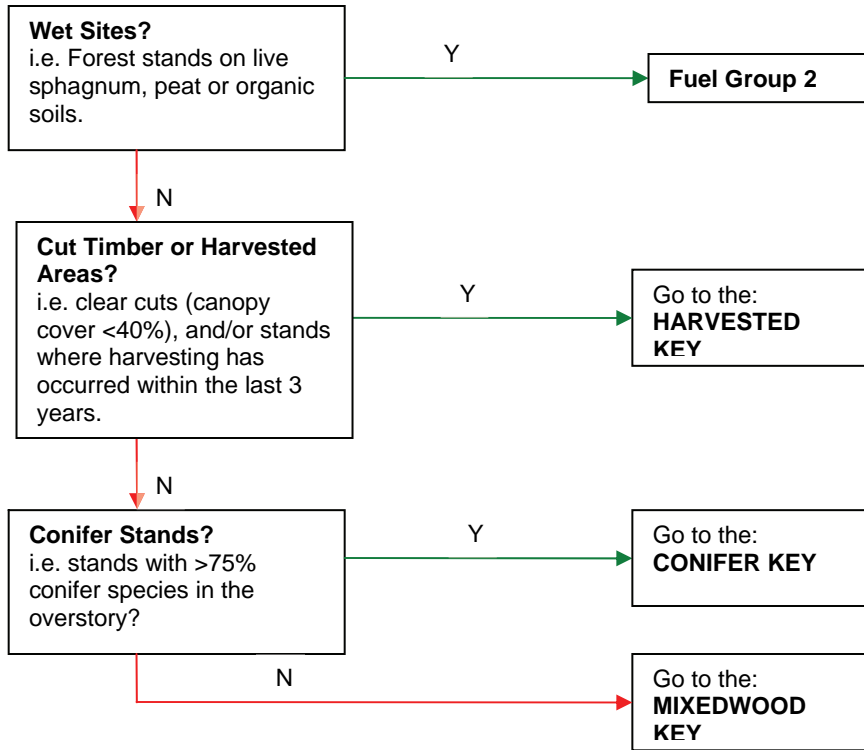 Wet Sites?
i.e. Forest stands on live
sphagnum, peat or organic
soils.
Y
Fuel Group 2
N
Cut Timber or Harvested
Areas?
i.e. clear cuts (canopy
cover <40%), and/or stands
where harvesting has
occurred within the last 3
years.
Y
Go to the:
HARVESTED
KEY
N
Conifer Stands?
i.e. stands with >75%
conifer species in the
overstory?
Y
Go to the:
CONIFER KEY
N
Go to the:
MIXEDWOOD
KEY